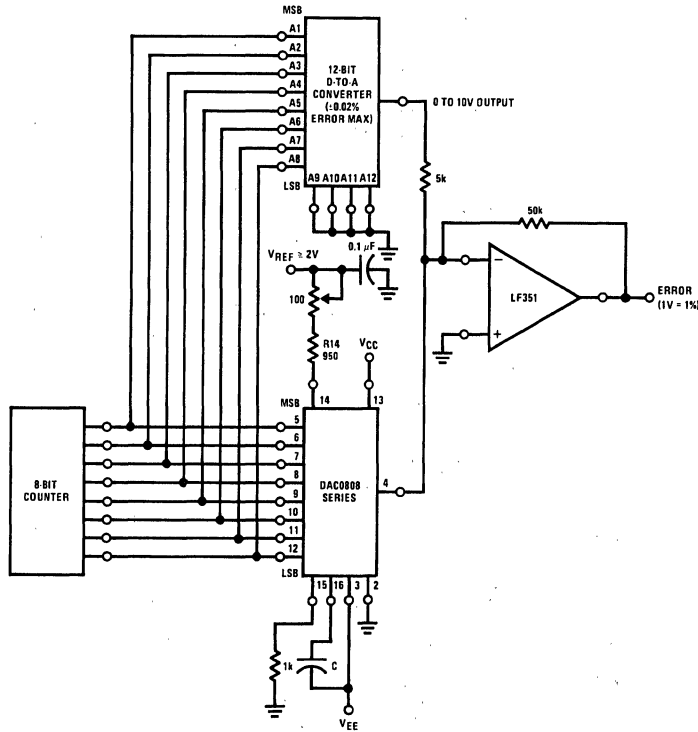 MSB
A1
A2
A3
A4
A5
A6
A7
A8
12-BIT
D-TO-A
CONVERTER
(±0.02%
ERROR MAX)
A9 A10 A11 A12
LSB
0 TO 10V OUTPUT
5k
50k
0.1 µF
VREF ≅ 2V
100
R14
950
VCC
−
+
LF351
ERROR
(1V = 1%)
14
13
MSB
5
6
7
8
9
10
11
12
LSB
8-BIT
COUNTER
DAC0808
SERIES
4
15
16
3
2
1k
C
VEE